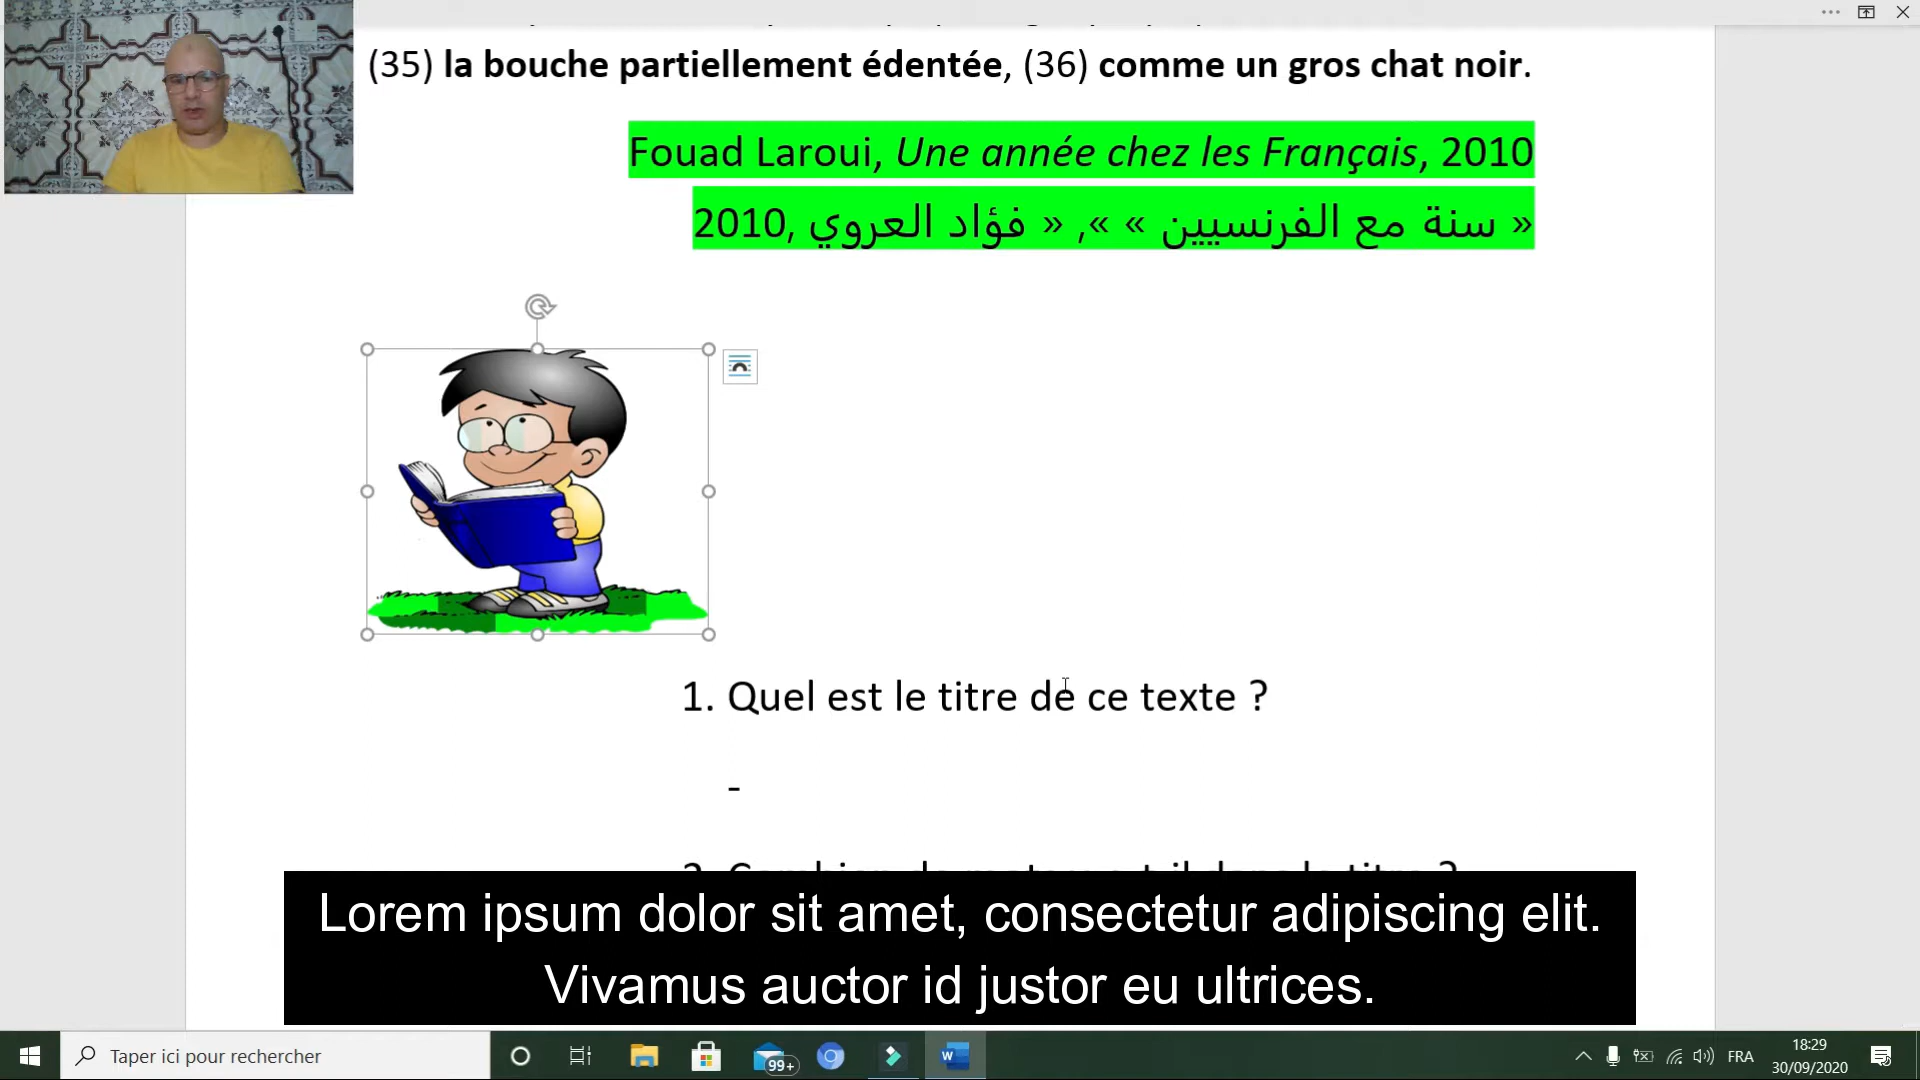 (35) la bouche partiellement édentée, (36) comme un gros chat noir.
Fouad Laroui, Une année chez les Français, 2010
« سنة مع الفرنسيين » », « فؤاد العروي ,2010
1. Quel est le titre de ce texte ?
-
Lorem ipsum dolor sit amet, consectetur adipiscing elit.
Vivamus auctor id justor eu ultrices.
Taper ici pour rechercher
99+
W
FRA
18:29
30/09/2020